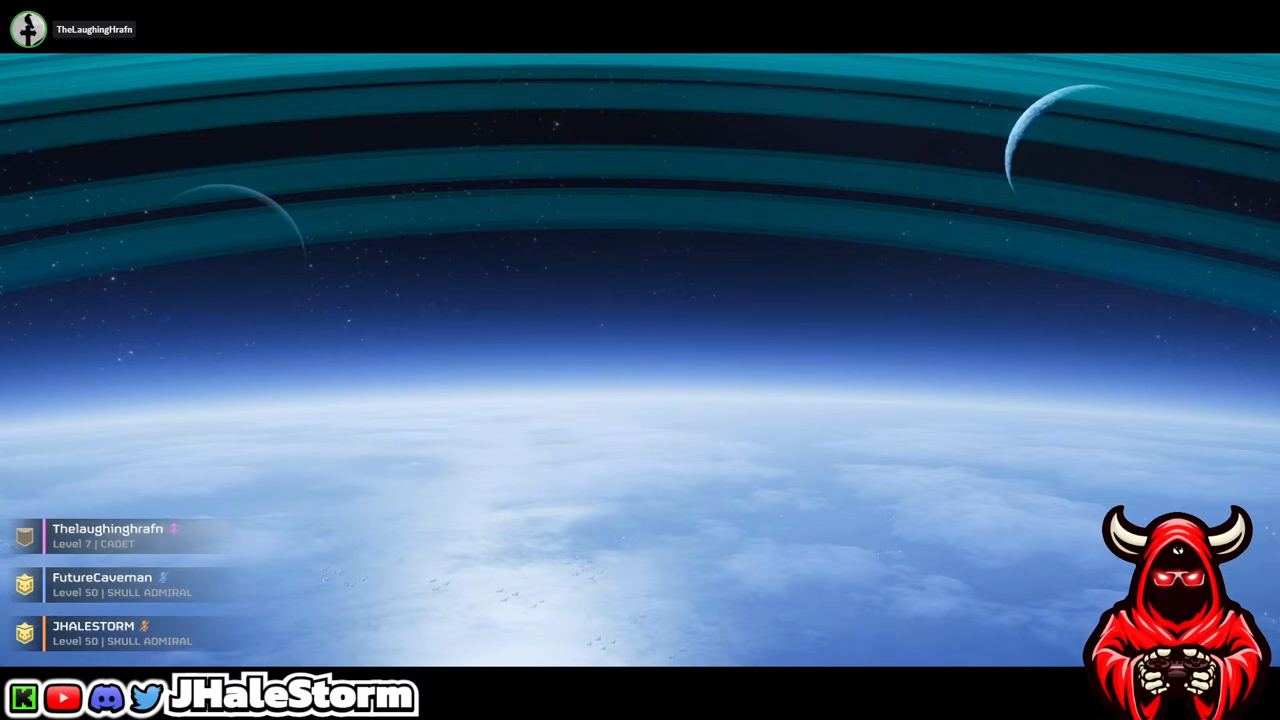 TheLaughingHrafn
Thelaughinghrafn
Level 7 | CADET
FutureCaveman
Level 50 | SKULL ADMIRAL
JHALESTORM
Level 50 | SKULL ADMIRAL
K
JHaleStorm